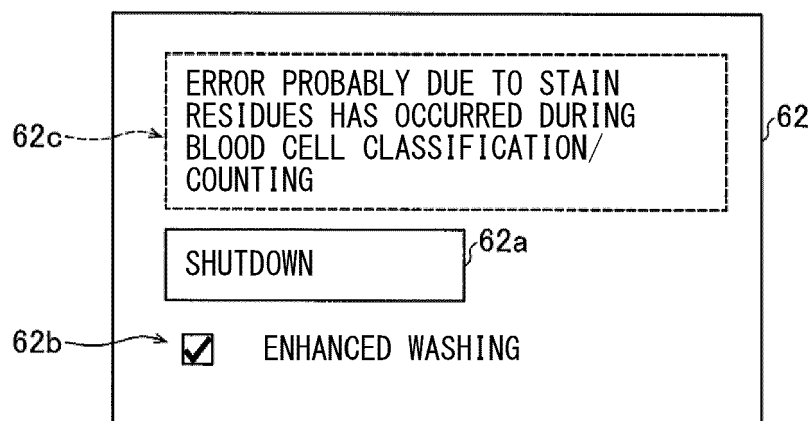 ERROR PROBABLY DUE TO STAIN
RESIDUES HAS OCCURRED DURING
BLOOD CELL CLASSIFICATION/
COUNTING
62c
62
SHUTDOWN
62a
62b
ENHANCED WASHING